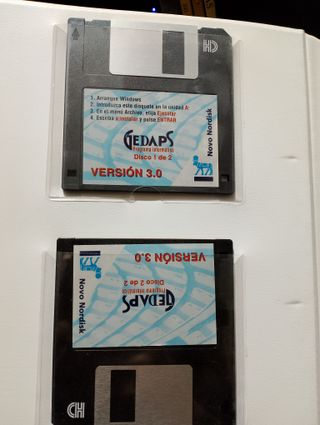 HD
1. Arranque Windows
2. Introduzca este disquete en la unidad A:
3. En el menú Archivo, elija Ejecutar
4. Escriba a:instalar y pulse ENTRAR
GEDAPS
Programa informático
Disco 1 de 2
VERSIÓN 3.0
Novo Nordisk
GEDAPS
Programa informático
Disco 2 de 2
VERSIÓN 3.0
Novo Nordisk
HD